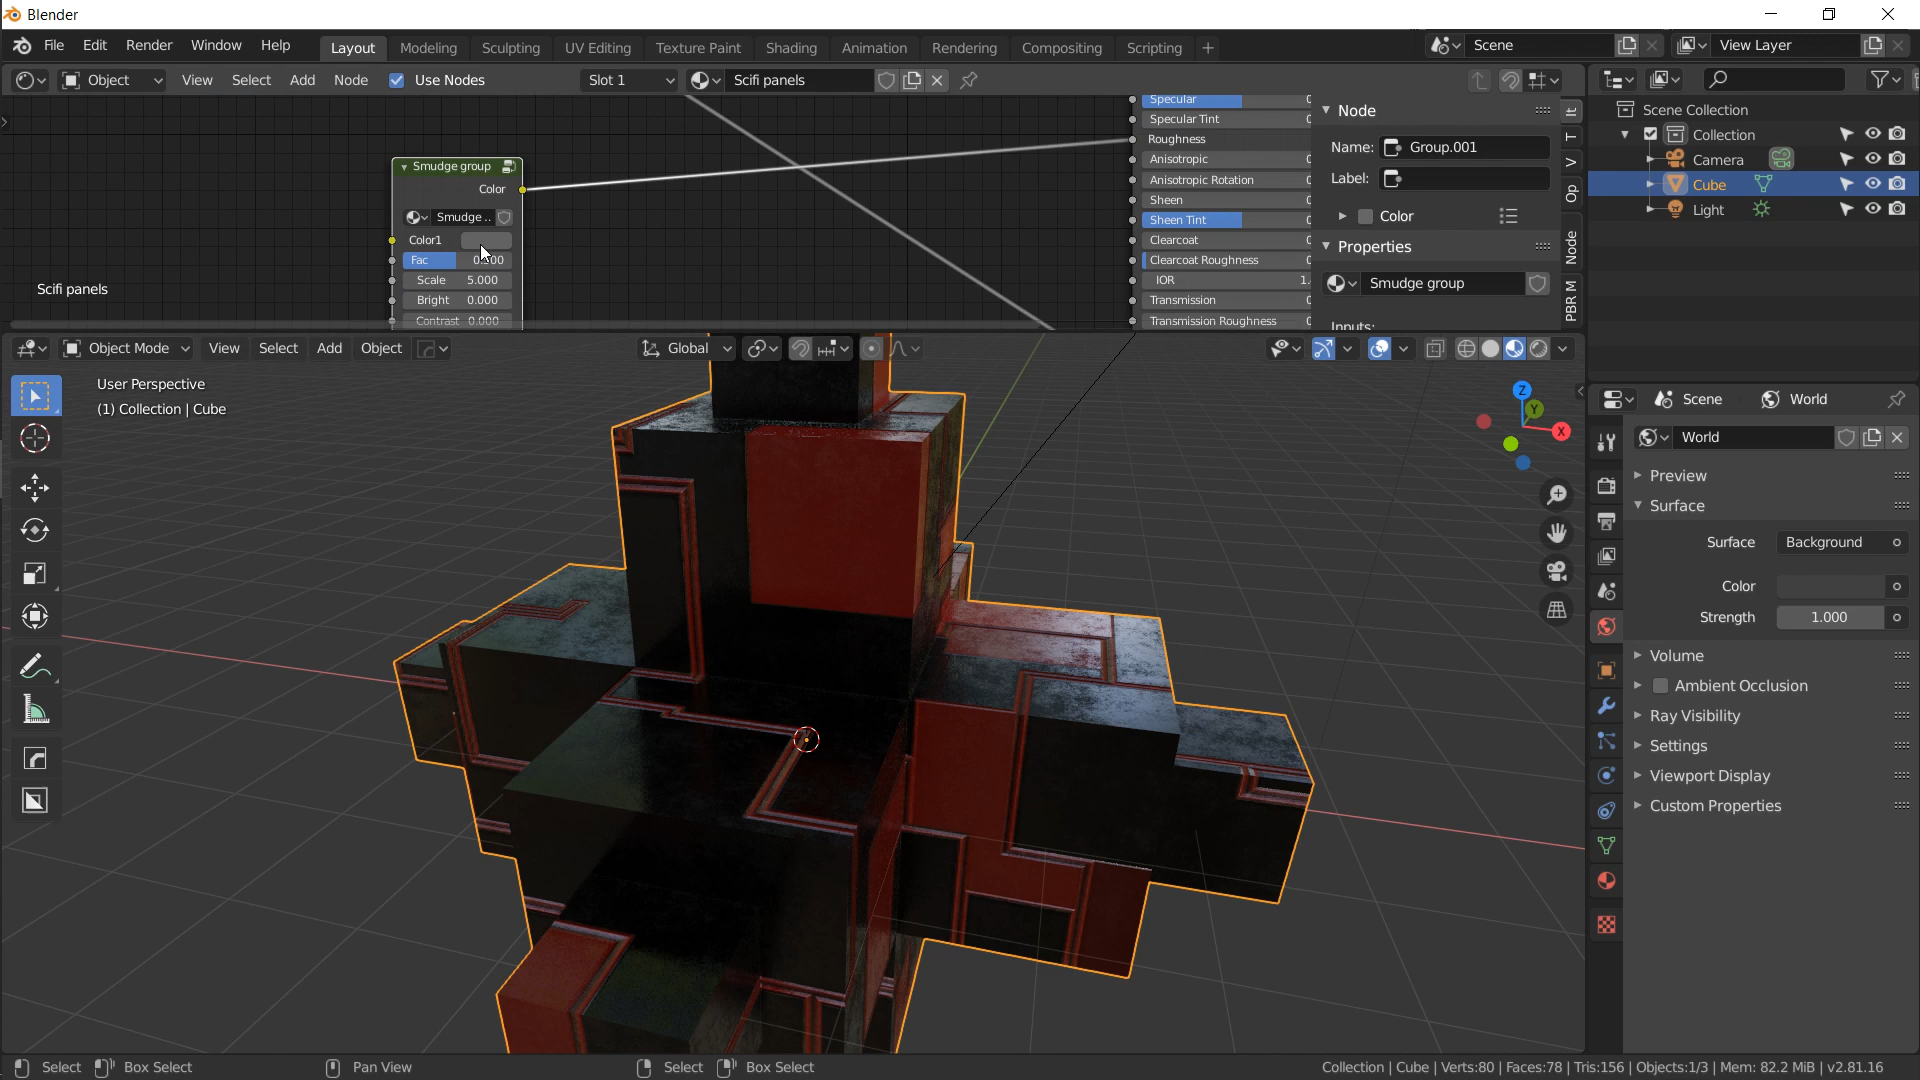 Blender
File Edit Render Window Help Layout Modeling Sculpting UV Editing Texture Paint Shading Animation Rendering Compositing Scripting + Scene View Layer
Object View Select Add Node Use Nodes Slot 1 Scifi panels
Specular
Specular Tint
Roughness
Anisotropic
Anisotropic Rotation
Sheen
Sheen Tint
Clearcoat
Clearcoat Roughness
IOR 1.
Transmission
Transmission Roughness
Smudge group
Color
Smudge ..
Color1
Fac
Scale 5.000
Bright 0.000
Contrast 0.000
Scifi panels
Node
Name: Group.001
Label:
Color
Properties
Smudge group
Inputs:
It
T
V
Op
Node
PBR M
Scene Collection
Collection
Camera
Cube
Light
Object Mode View Select Add Object Global
User Perspective
(1) Collection | Cube
Z
Y
X
Scene World
World
Preview
Surface
Surface Background
Color
Strength 1.000
Volume
Ambient Occlusion
Ray Visibility
Settings
Viewport Display
Custom Properties
Select Box Select Pan View Select Box Select Collection | Cube | Verts:80 | Faces:78 | Tris:156 | Objects:1/3 | Mem: 82.2 MiB | v2.81.16